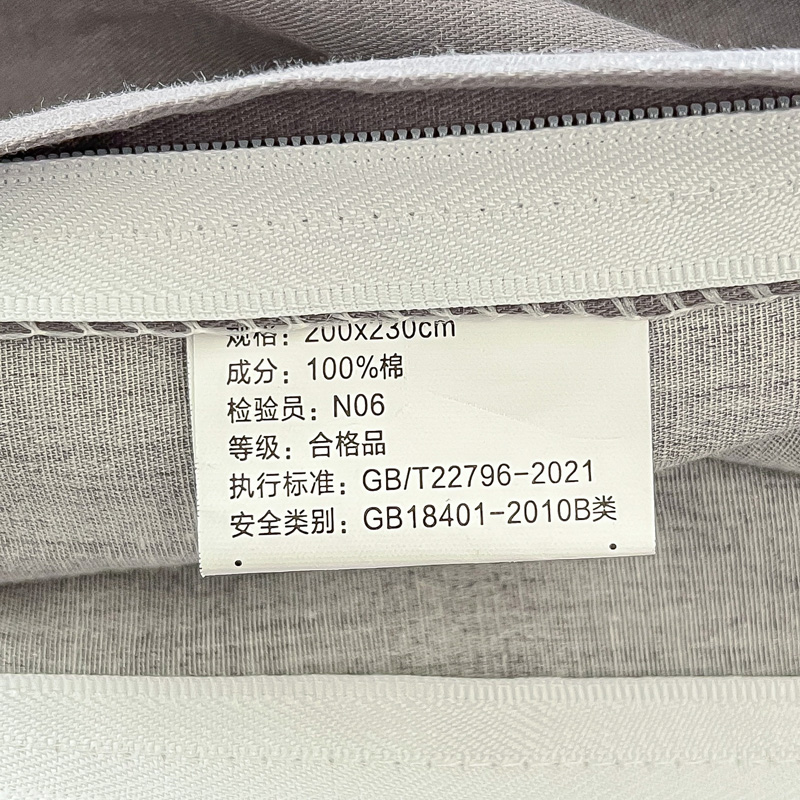 规格：200x230cm
成分：100%棉
检验员：N06
等级：合格品
执行标准：GB/T22796-2021
安全类别：GB18401-2010B类